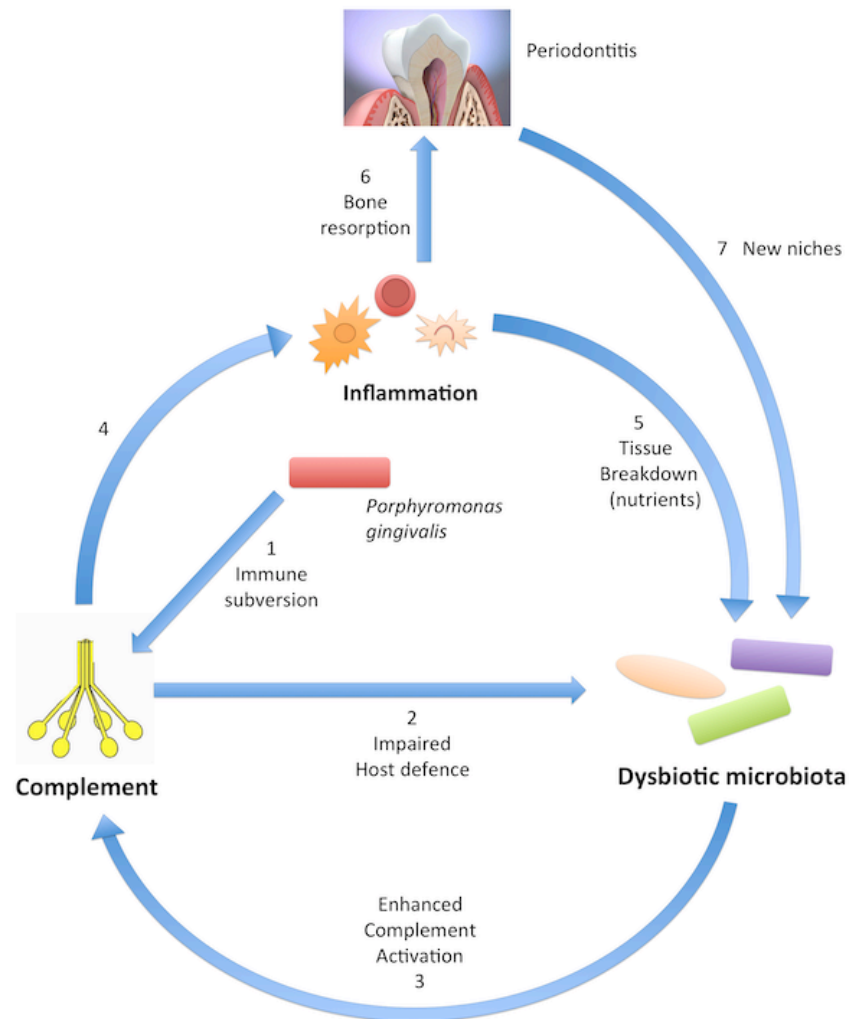 Periodontitis
6
Bone
resorption
7 New niches
Inflammation
4
5
Tissue
Breakdown
(nutrients)
Porphyromonas
gingivalis
1
Immune
subversion
2
Impaired
Host defence
Complement
Dysbiotic microbiota
Enhanced
Complement
Activation
3